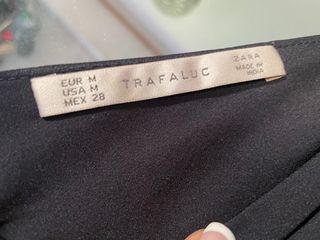 EUR M
USA M
MEX 28
TRAFALUC
ZARA
MADE IN
INDIA